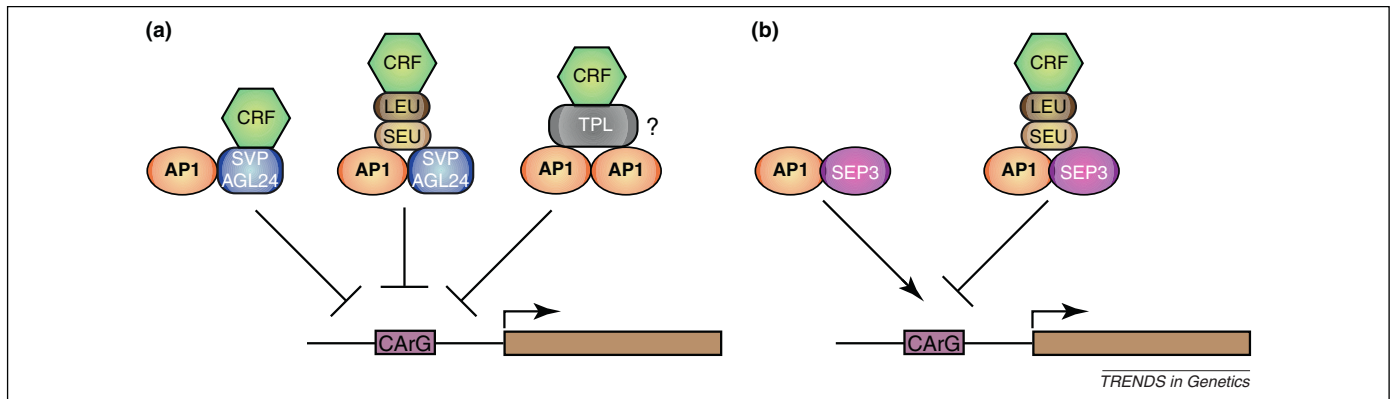 (a)
CRF
AP1
SVP
AGL24
CRF
LEU
SEU
AP1
SVP
AGL24
CRF
TPL
?
AP1
AP1
CArG
(b)
AP1
SEP3
CRF
LEU
SEU
AP1
SEP3
CArG
TRENDS in Genetics